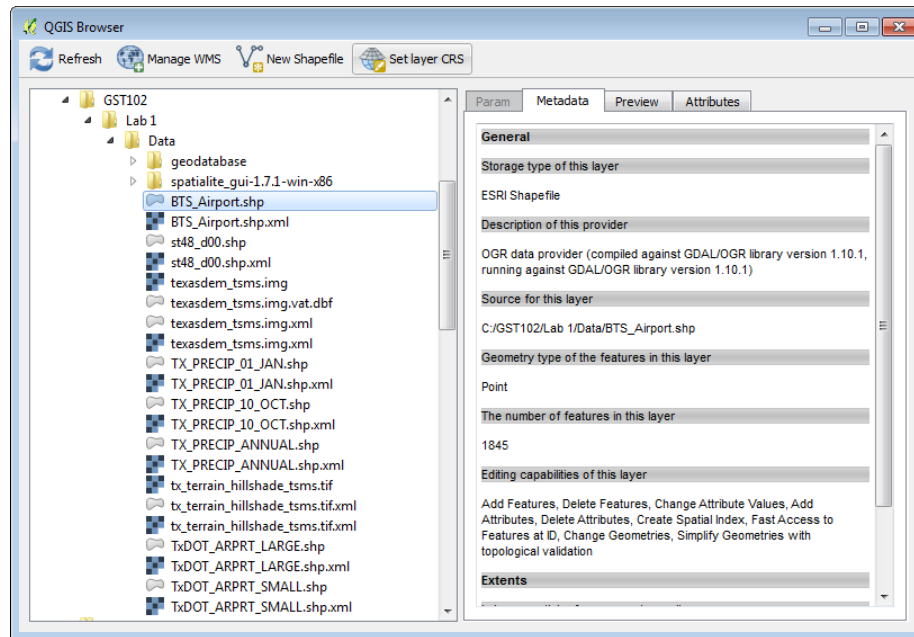 QGIS Browser
Refresh Manage WMS New Shapefile Set layer CRS
GST102
Lab 1
Data
geodatabase
spatialite_gui-1.7.1-win-x86
BTS_Airport.shp
BTS_Airport.shp.xml
st48_d00.shp
st48_d00.shp.xml
texasdem_tsms.img
texasdem_tsms.img.vat.dbf
texasdem_tsms.img.xml
texasdem_tsms.img.xml
TX_PRECIP_01_JAN.shp
TX_PRECIP_01_JAN.shp.xml
TX_PRECIP_10_OCT.shp
TX_PRECIP_10_OCT.shp.xml
TX_PRECIP_ANNUAL.shp
TX_PRECIP_ANNUAL.shp.xml
tx_terrain_hillshade_tsms.tif
tx_terrain_hillshade_tsms.tif.xml
tx_terrain_hillshade_tsms.tif.xml
TxDOT_ARPRT_LARGE.shp
TxDOT_ARPRT_LARGE.shp.xml
TxDOT_ARPRT_SMALL.shp
TxDOT_ARPRT_SMALL.shp.xml
Param Metadata Preview Attributes
General
Storage type of this layer
ESRI Shapefile
Description of this provider
OGR data provider (compiled against GDAL/OGR library version 1.10.1,
running against GDAL/OGR library version 1.10.1)
Source for this layer
C:/GST102/Lab 1/Data/BTS_Airport.shp
Geometry type of the features in this layer
Point
The number of features in this layer
1845
Editing capabilities of this layer
Add Features, Delete Features, Change Attribute Values, Add
Attributes, Delete Attributes, Create Spatial Index, Fast Access to
Features at ID, Change Geometries, Simplify Geometries with
topological validation
Extents